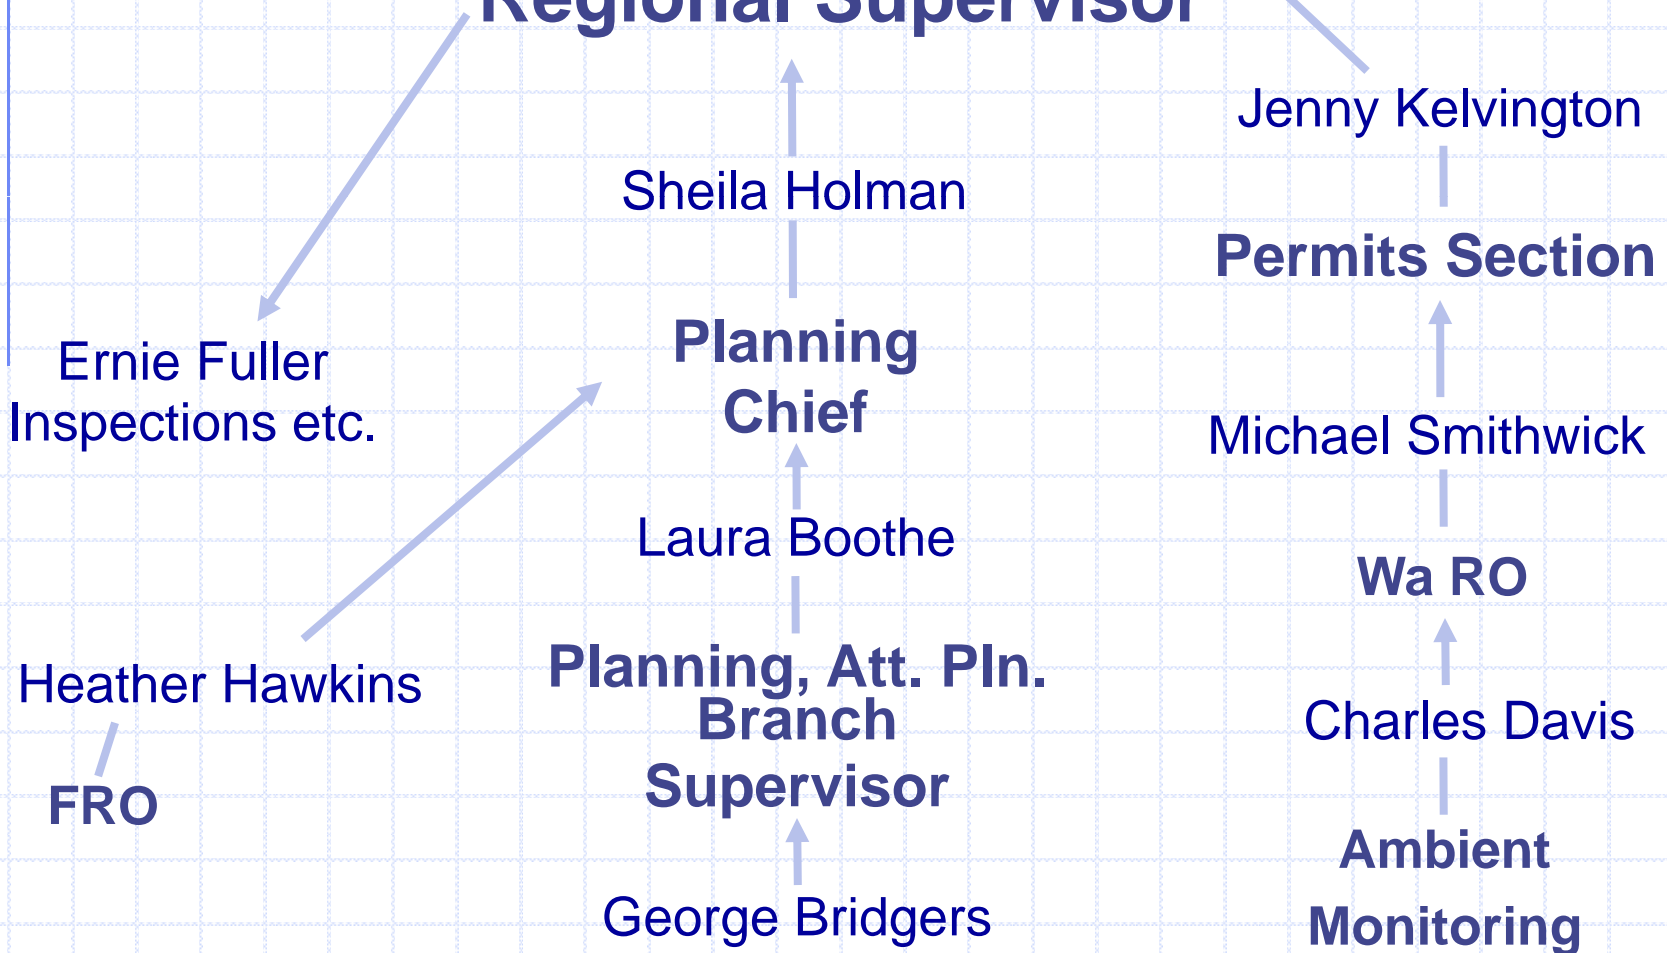 Regional Supervisor
Jenny Kelvington
Sheila Holman
Permits Section
Planning
Chief
Ernie Fuller
Inspections etc.
Michael Smithwick
Laura Boothe
Wa RO
Heather Hawkins
FRO
Planning, Att. Pln.
Branch
Supervisor
Charles Davis
Ambient
Monitoring
George Bridgers